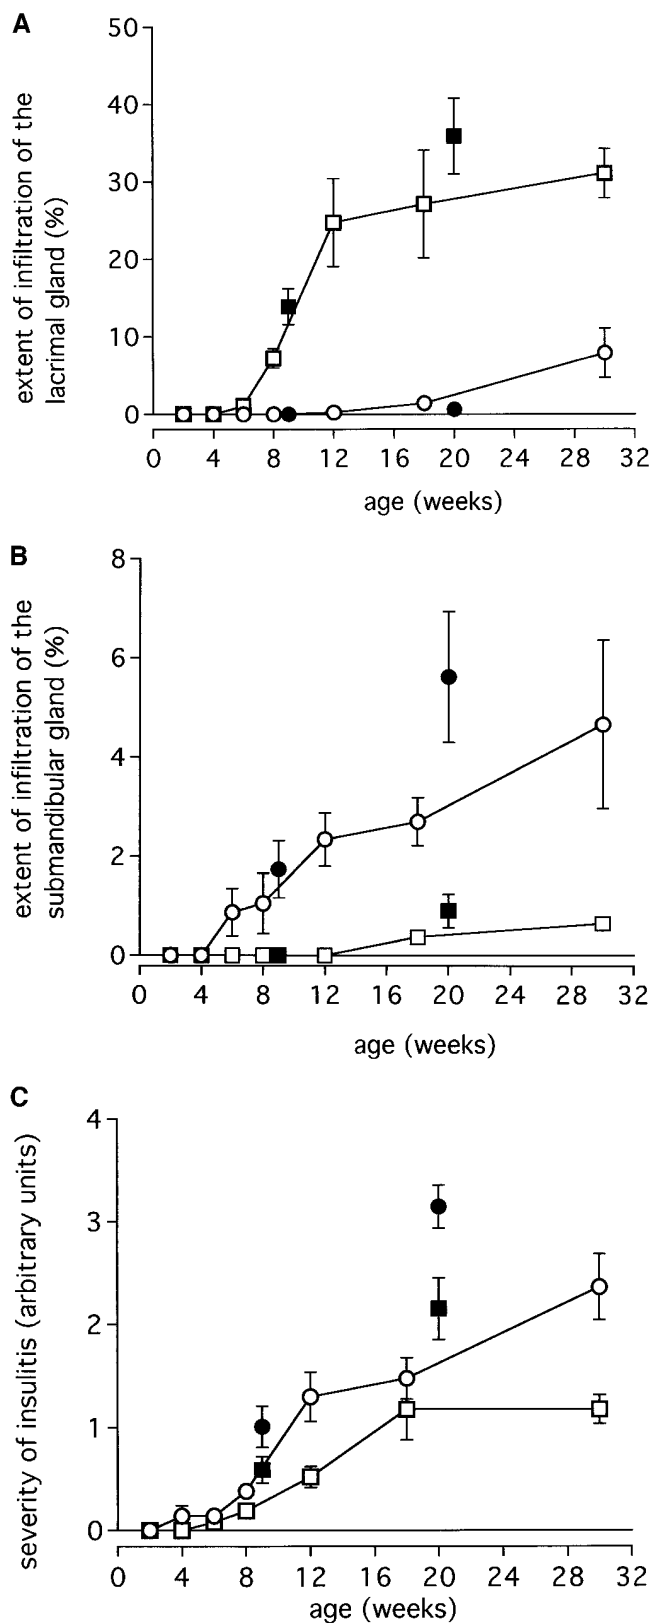 A
extent of infiltration of the
lacrimal gland (%)
50
40
30
20
10
0
0 4 8 12 16 20 24 28 32
age (weeks)
B
extent of infiltration of the
submandibular gland (%)
8
6
4
2
0
0 4 8 12 16 20 24 28 32
age (weeks)
C
severity of insulitis (arbitrary units)
4
3
2
1
0
0 4 8 12 16 20 24 28 32
age (weeks)